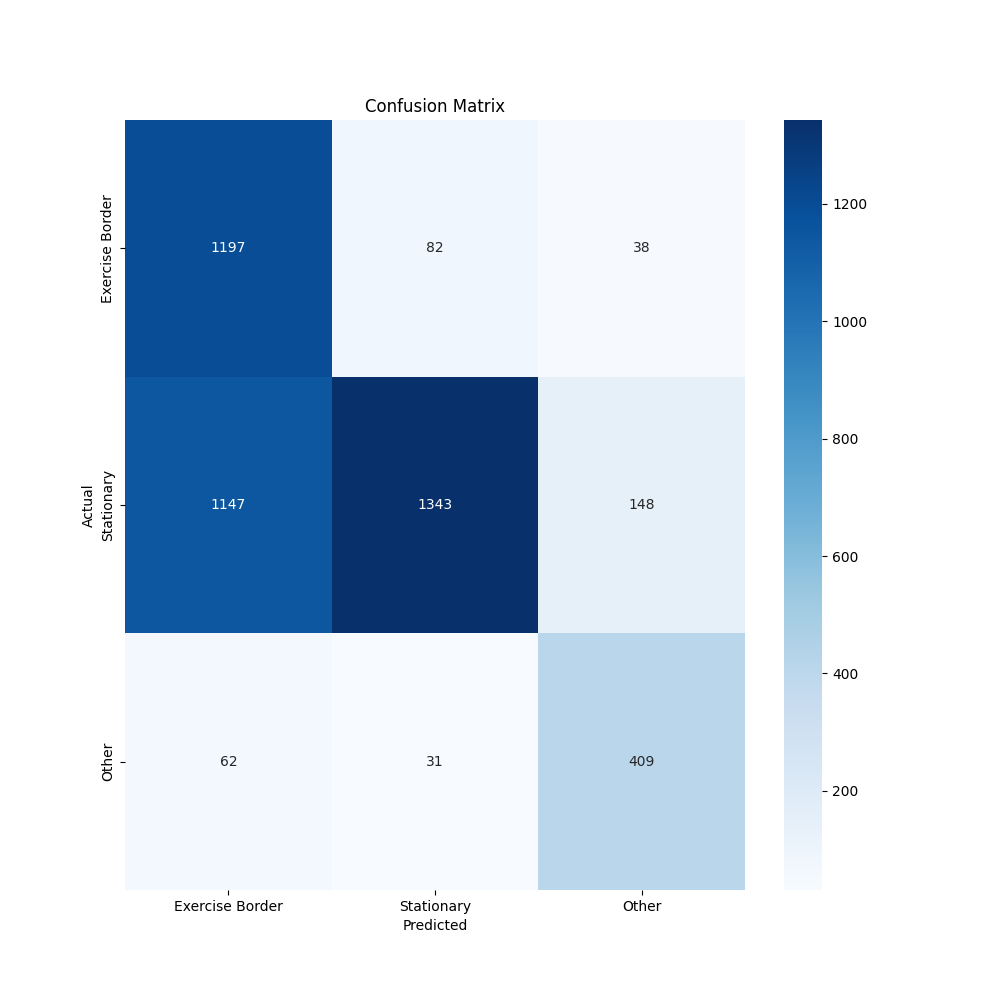 Confusion Matrix
Exercise Border
1197
82
38
Actual
Stationary
1147
1343
148
Other
62
31
409
Exercise Border
Stationary
Other
Predicted
1200
1000
800
600
400
200